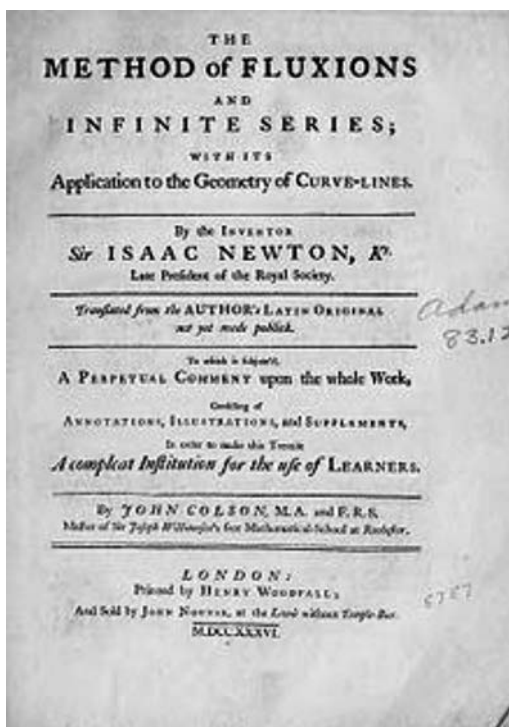 THE
METHOD of FLUXIONS
AND
INFINITE SERIES;
WITH ITS
Application to the Geometry of CURVE-LINES.
By the INVENTOR
Sir ISAAC NEWTON, Kt.
Late President of the Royal Society.
Translated from the AUTHOR's LATIN ORIGINAL
not yet made publick.
To which is subjoin'd,
A PERPETUAL COMMENT upon the whole Work,
Consisting of
ANNOTATIONS, ILLUSTRATIONS, and SUPPLEMENTS,
In order to make this Treatise
A compleat Institution for the use of LEARNERS.
By JOHN COLSON, M.A. and F.R.S.
Master of Sir Joseph Williamson's free Mathematical-School at Rochester.
LONDON:
Printed by HENRY WOODFALL;
And Sold by JOHN NOURSE, at the Lamb without Temple-Bar.
M.DCC.XXXVI.
Adam
83.12